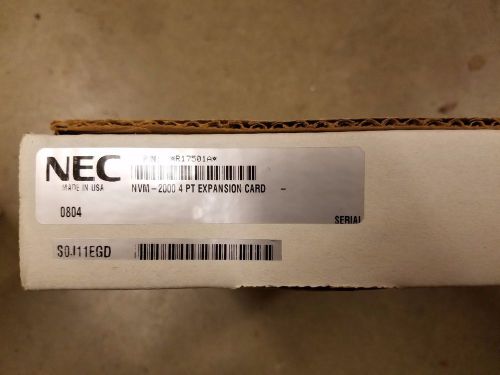 NEC
MADE IN USA
P/N: *R17501A*
NVM-2000 4 PT EXPANSION CARD -
0804
SERIAL
S0J11EGD